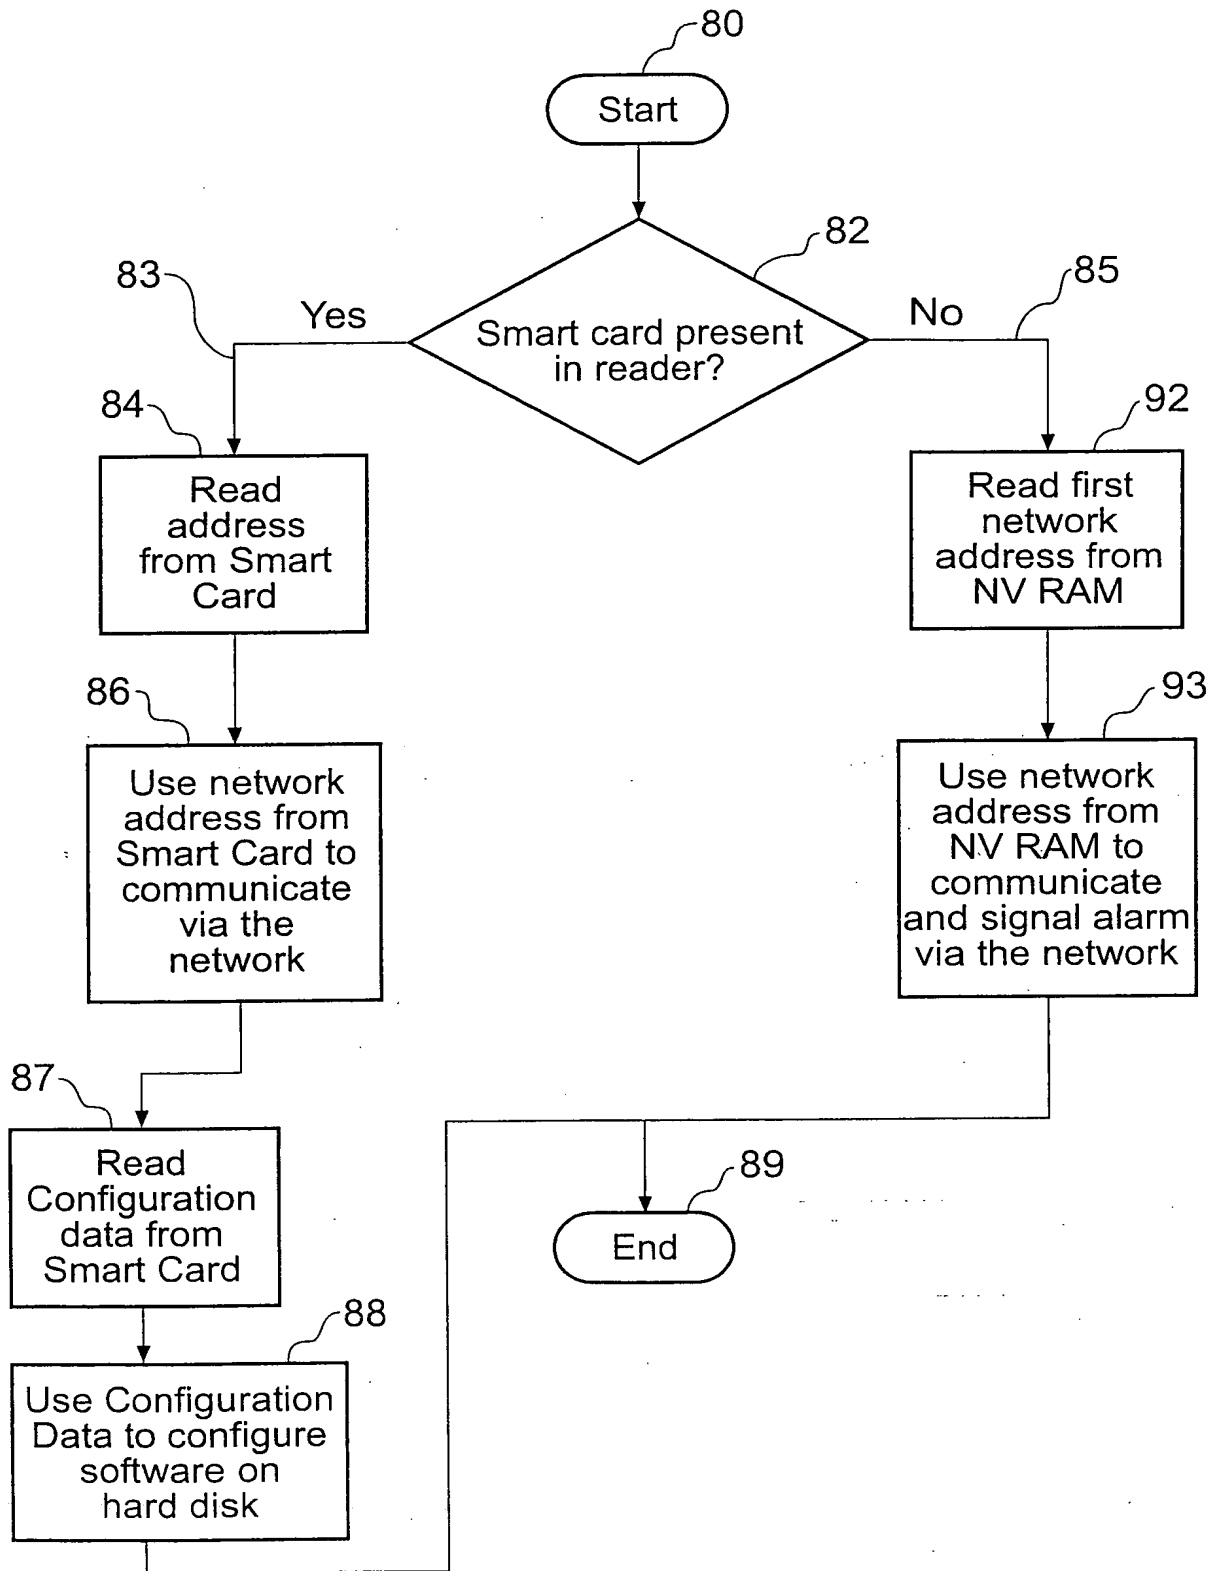 80
Start
82
Smart card present
in reader?
83
Yes
No
85
84
Read
address
from Smart
Card
92
Read first
network
address from
NV RAM
86
Use network
address from
Smart Card to
communicate
via the
network
93
Use network
address from
NV RAM to
communicate
and signal alarm
via the network
87
Read
Configuration
data from
Smart Card
89
End
88
Use Configuration
Data to configure
software on
hard disk